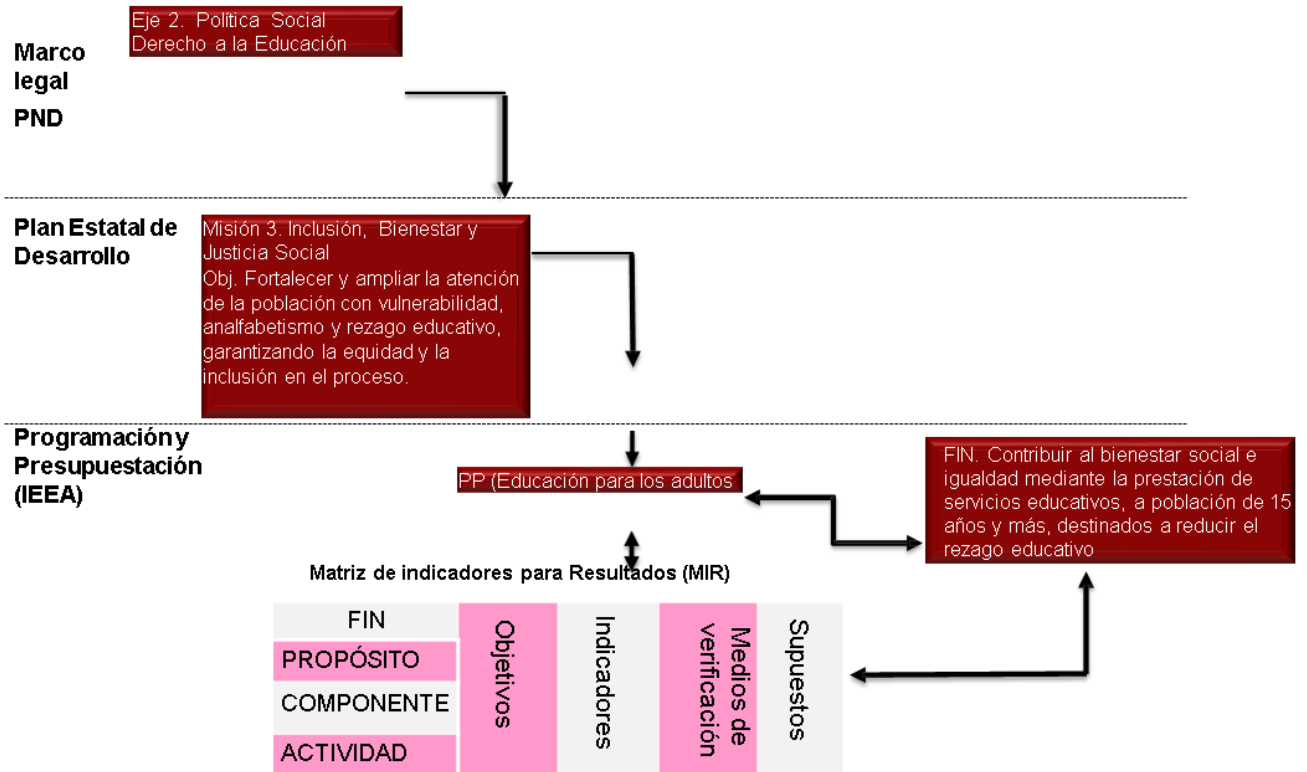 Marco
legal
PND
Eje 2. Política Social
Derecho a la Educación
Plan Estatal de
Desarrollo
Misión 3. Inclusión, Bienestar y
Justicia Social
Obj. Fortalecer y ampliar la atención
de la población con vulnerabilidad,
analfabetismo y rezago educativo,
garantizando la equidad y la
inclusión en el proceso.
Programación y
Presupuestación
(IEEA)
PP (Educación para los adultos
FIN. Contribuir al bienestar social e
igualdad mediante la prestación de
servicios educativos, a población de 15
años y más, destinados a reducir el
rezago educativo
Matriz de indicadores para Resultados (MIR)
FIN
PROPÓSITO
COMPONENTE
ACTIVIDAD
Objetivos
Indicadores
Medios de
verificación
Supuestos